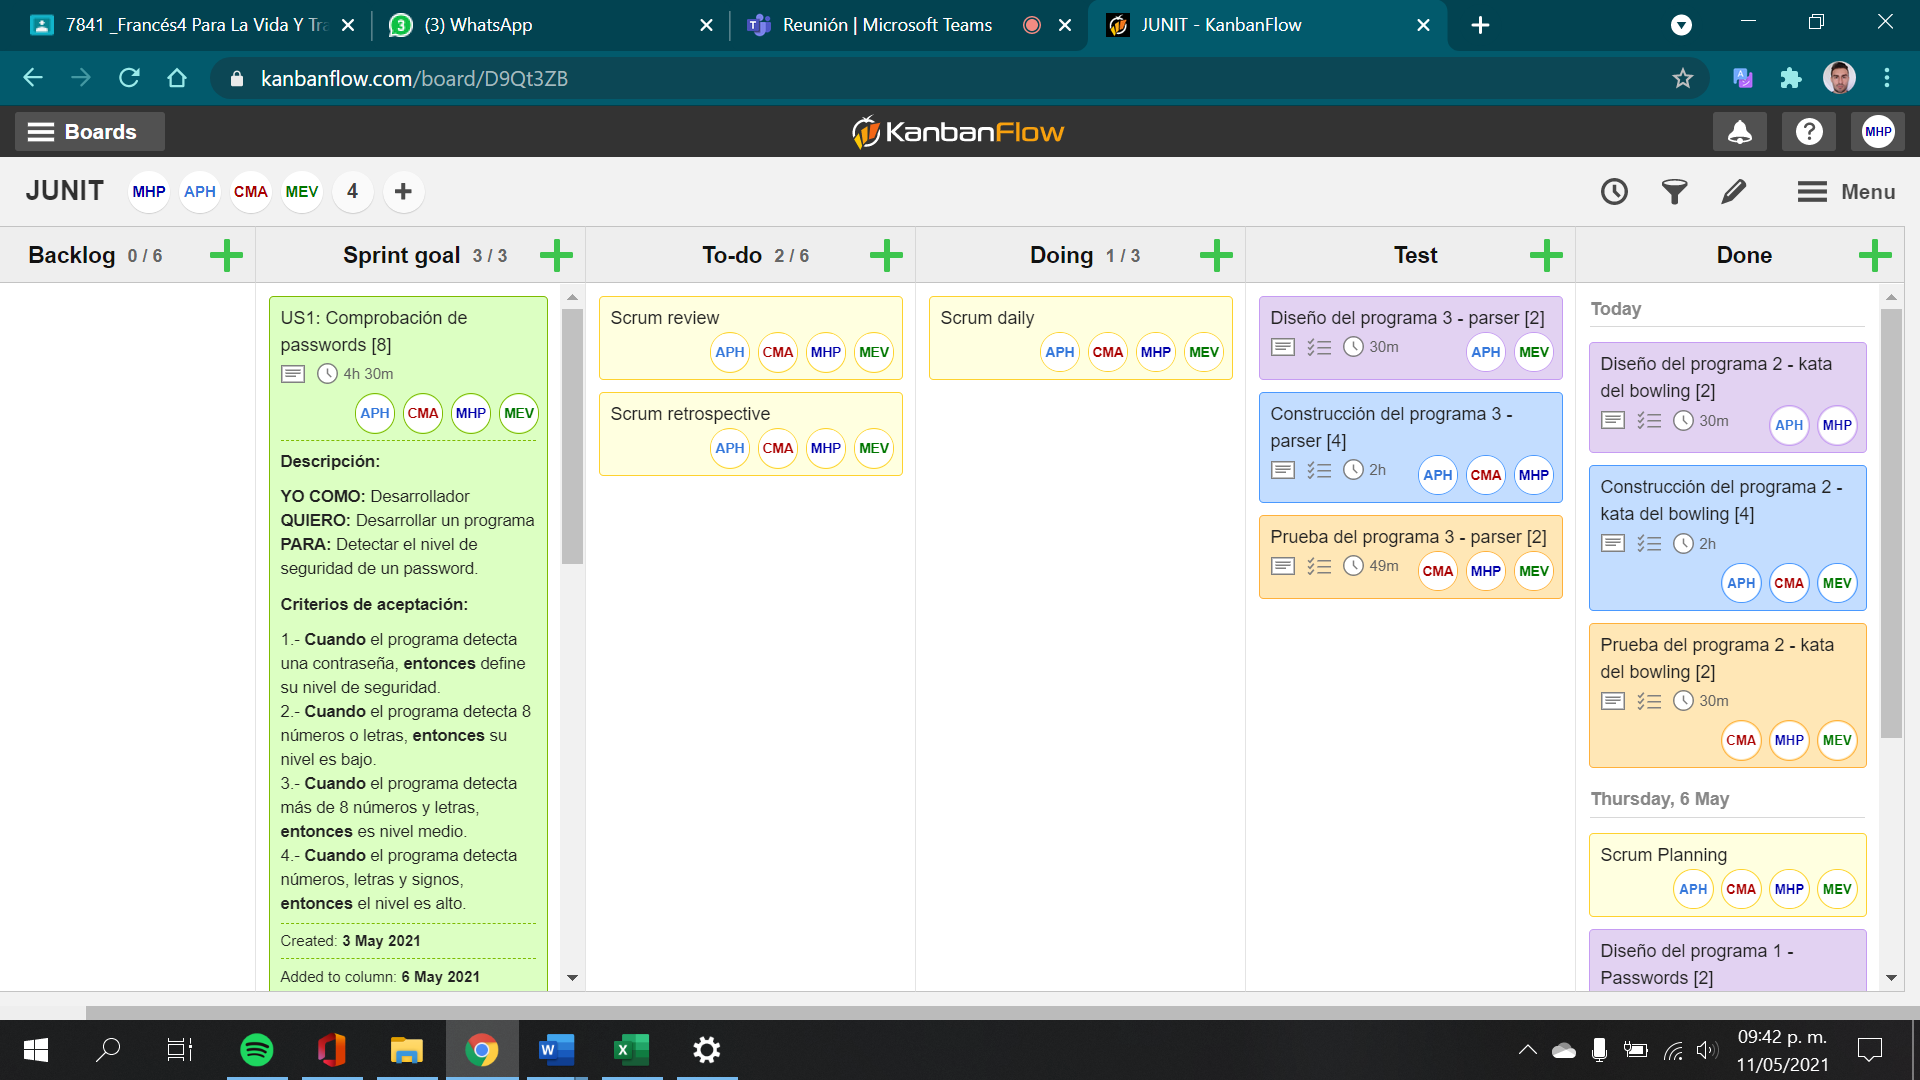 7841 _Francés4 Para La Vida Y Tra
(3) WhatsApp
Reunión | Microsoft Teams
JUNIT - KanbanFlow
kanbanflow.com/board/D9Qt3ZB
Boards
KanbanFlow
MHP
JUNIT
MHP APH CMA MEV 4
Menu
Backlog 0 / 6
Sprint goal 3 / 3
To-do 2 / 6
Doing 1 / 3
Test
Done
US1: Comprobación de
passwords [8]
4h 30m
APH CMA MHP MEV
Descripción:
YO COMO: Desarrollador
QUIERO: Desarrollar un programa
PARA: Detectar el nivel de
seguridad de un password.
Criterios de aceptación:
1.- Cuando el programa detecta
una contraseña, entonces define
su nivel de seguridad.
2.- Cuando el programa detecta 8
números o letras, entonces su
nivel es bajo.
3.- Cuando el programa detecta
más de 8 números y letras,
entonces es nivel medio.
4.- Cuando el programa detecta
números, letras y signos,
entonces el nivel es alto.
Created: 3 May 2021
Added to column: 6 May 2021
Scrum review
APH CMA MHP MEV
Scrum retrospective
APH CMA MHP MEV
Scrum daily
APH CMA MHP MEV
Diseño del programa 3 - parser [2]
30m
APH MEV
Construcción del programa 3 -
parser [4]
2h
APH CMA MHP
Prueba del programa 3 - parser [2]
49m
CMA MHP MEV
Today
Diseño del programa 2 - kata
del bowling [2]
30m
APH MHP
Construcción del programa 2 -
kata del bowling [4]
2h
APH CMA MEV
Prueba del programa 2 - kata
del bowling [2]
30m
CMA MHP MEV
Thursday, 6 May
Scrum Planning
APH CMA MHP MEV
Diseño del programa 1 -
Passwords [2]
09:42 p. m.
11/05/2021